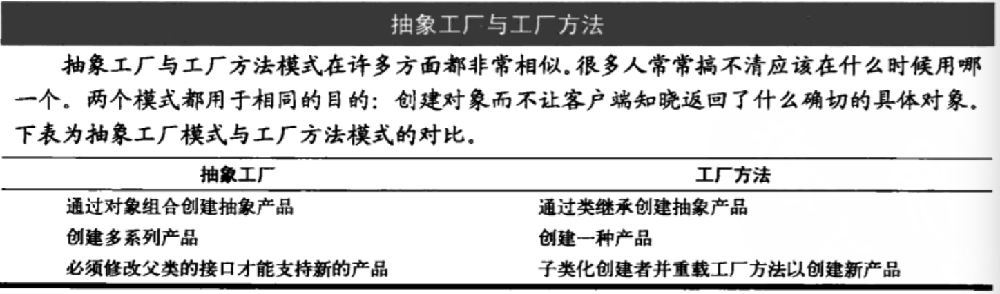 抽象工厂与工厂方法
抽象工厂与工厂方法模式在许多方面都非常相似。很多人常常搞不清应该在什么时候用哪
一个。两个模式都用于相同的目的：创建对象而不让客户端知晓返回了什么确切的具体对象。
下表为抽象工厂模式与工厂方法模式的对比。
抽象工厂 工厂方法
通过对象组合创建抽象产品 通过类继承创建抽象产品
创建多系列产品 创建一种产品
必须修改父类的接口才能支持新的产品 子类化创建者并重载工厂方法以创建新产品